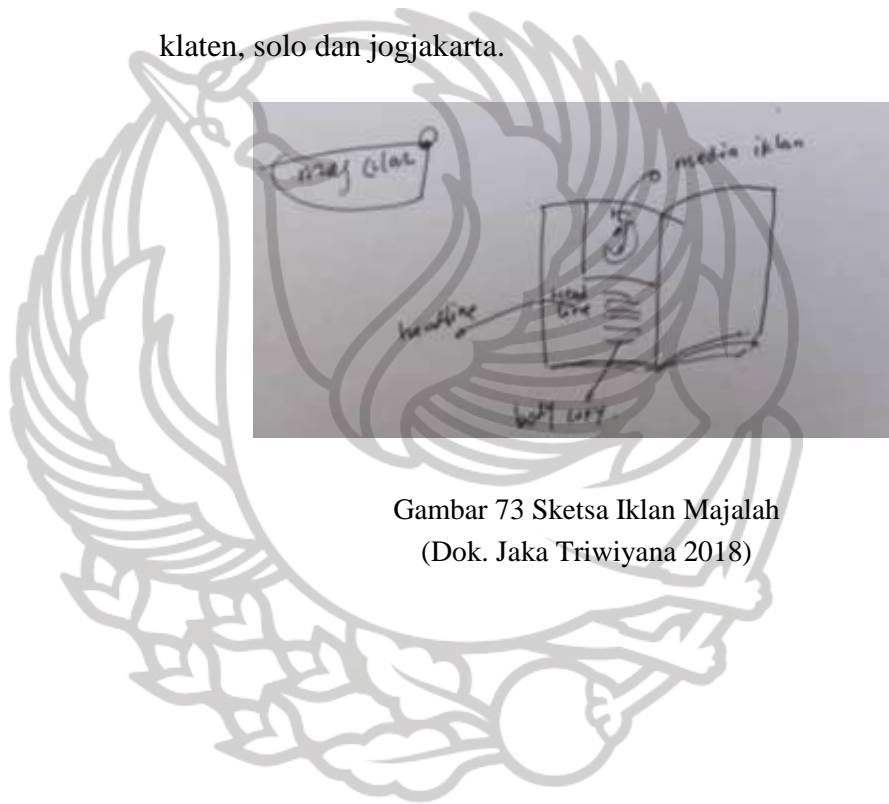 klaten, solo dan jogjakarta.
media iklan
head
line
headline
body copy.
Gambar 73 Sketsa Iklan Majalah
(Dok. Jaka Triwiyana 2018)